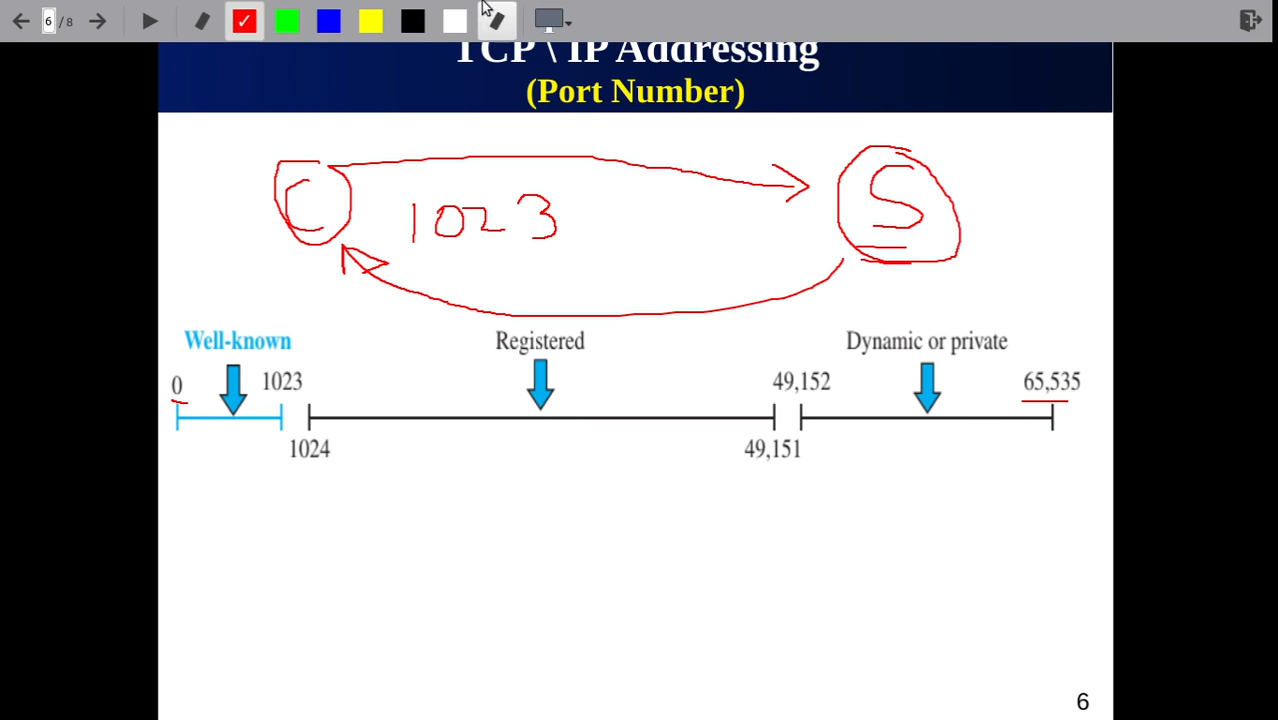 6 / 8
TCP \ IP Addressing
(Port Number)
C 1023 S
Well-known Registered Dynamic or private
0 1023 49,152 65,535
1024 49,151
6